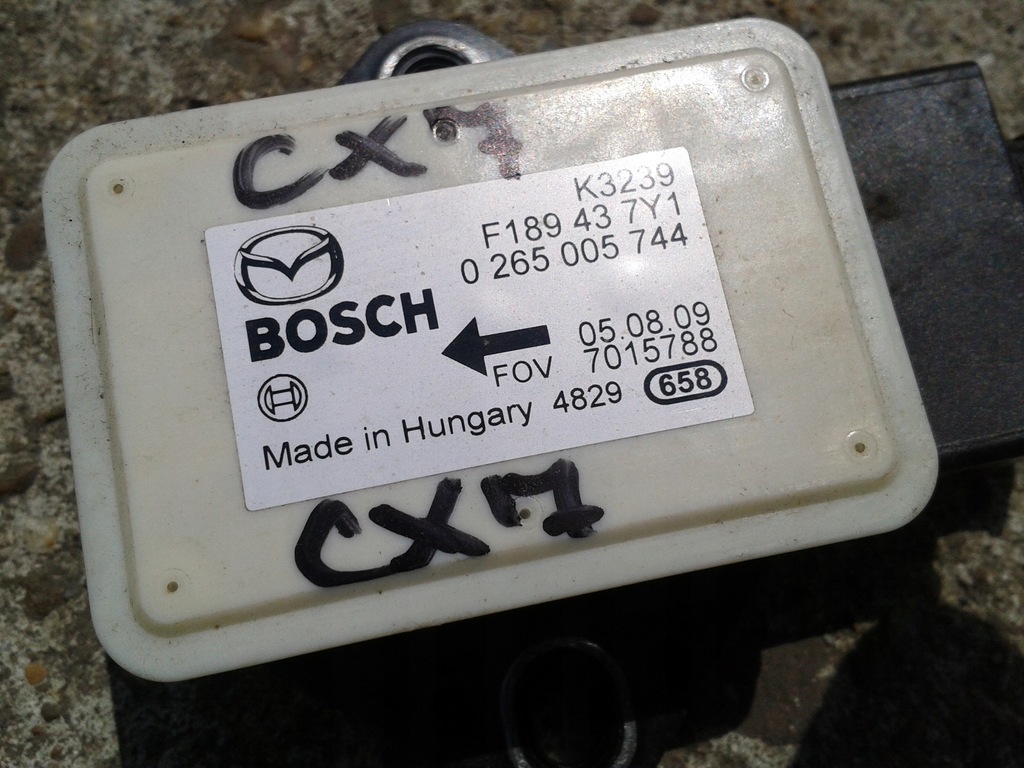 CX7
K3239
F189 43 7Y1
0 265 005 744
BOSCH
05.08.09
FOV 7015788
Made in Hungary 4829 658
CX7